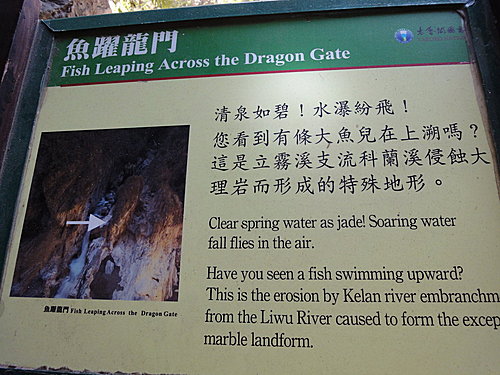 魚躍龍門
Fish Leaping Across the Dragon Gate
清泉如碧！水瀑紛飛！
您看到有條大魚兒在上溯嗎？
這是立霧溪支流科蘭溪侵蝕大
理岩而形成的特殊地形。
Clear spring water as jade! Soaring water
fall flies in the air.
Have you seen a fish swimming upward?
This is the erosion by Kelan river embranchm
from the Liwu River caused to form the excep
marble landform.
魚躍龍門 Fish Leaping Across the Dragon Gate